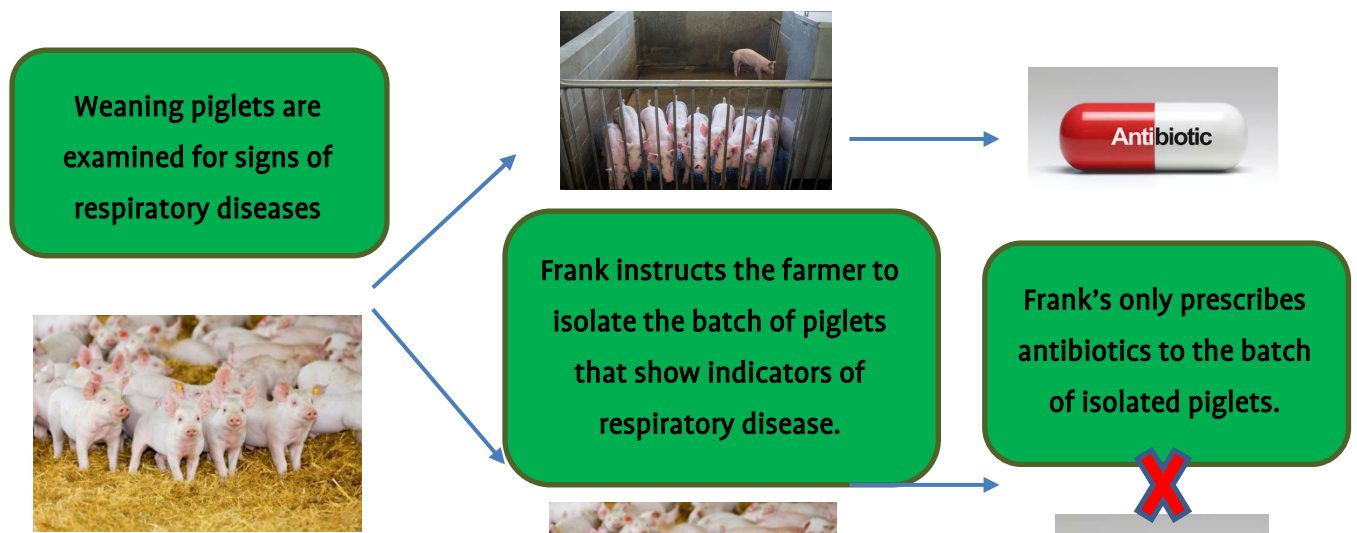 Weaning piglets are
examined for signs of
respiratory diseases
Antibiotic
Frank instructs the farmer to
isolate the batch of piglets
that show indicators of
respiratory disease.
Frank’s only prescribes
antibiotics to the batch
of isolated piglets.